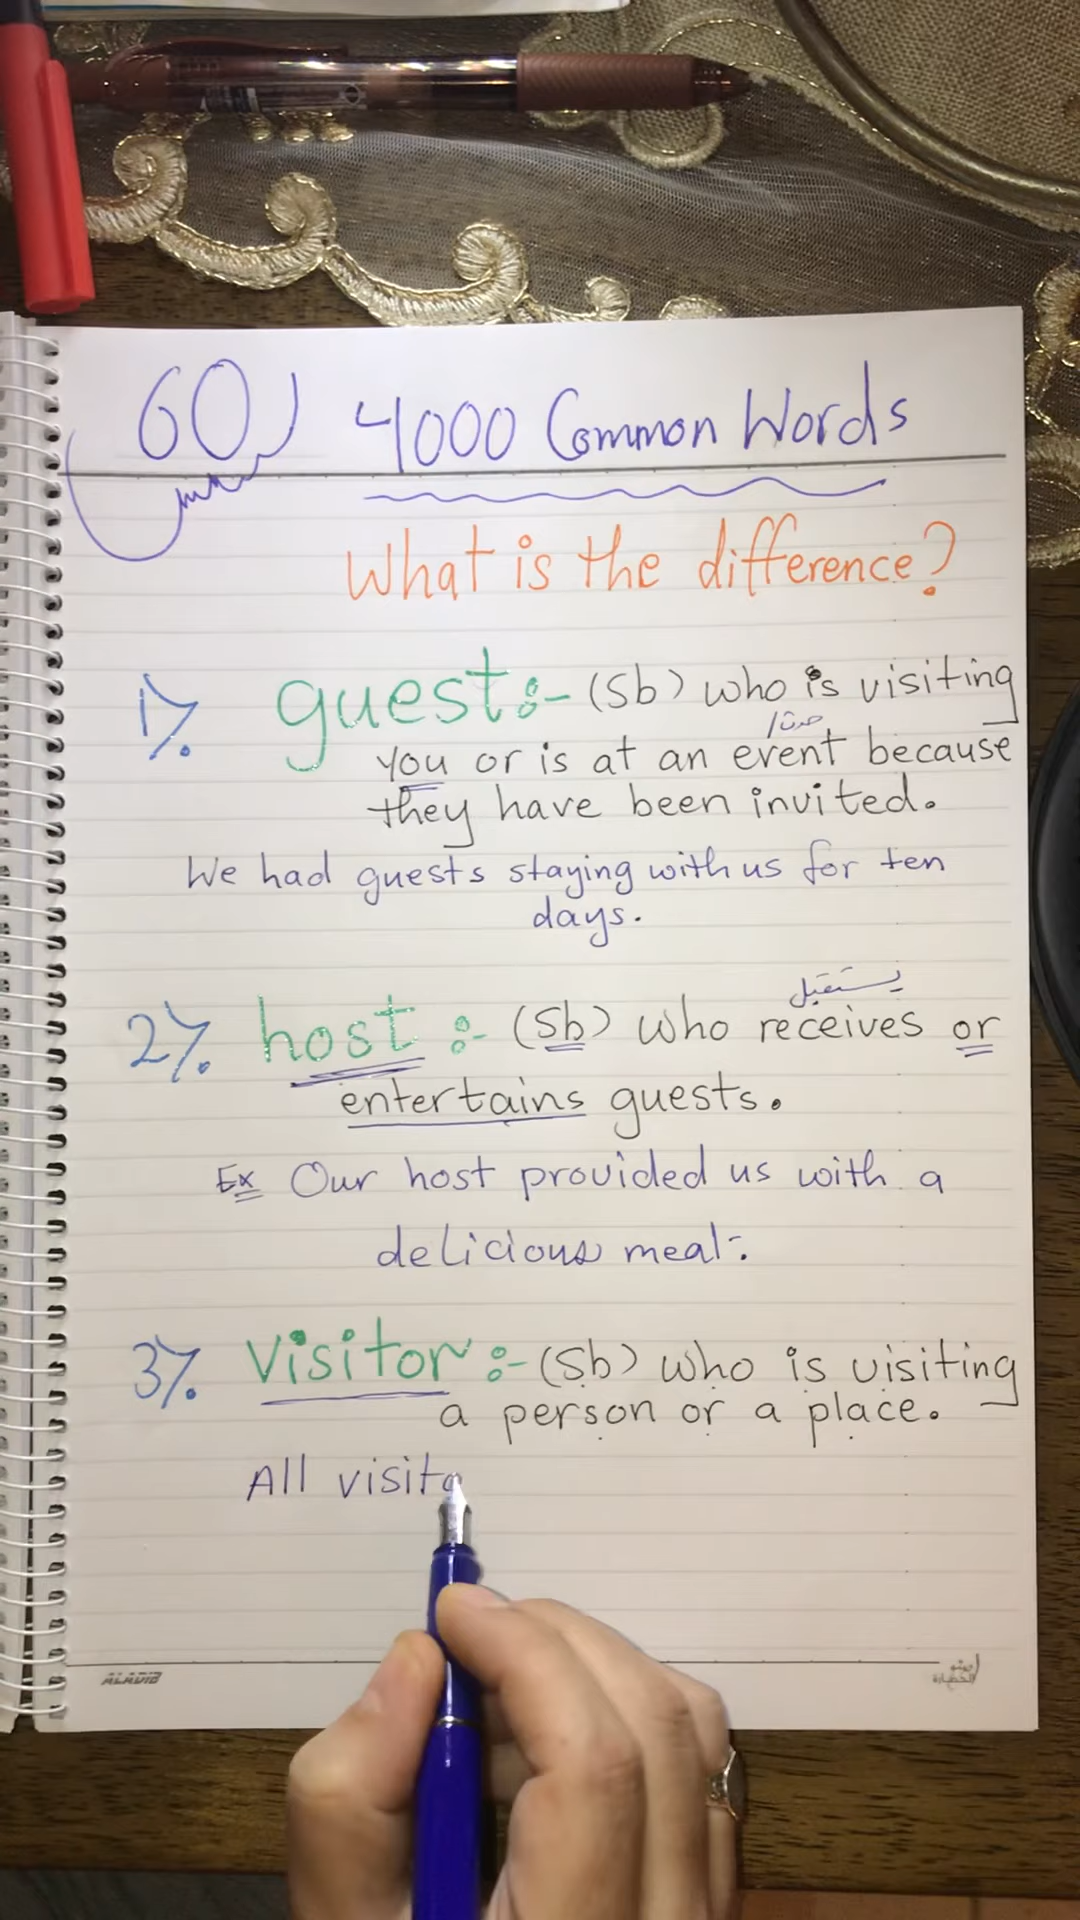 60
4000 Common Words
What is the difference?
1%. guest:- (Sb) who is visiting
حدث
you or is at an event because
they have been invited.
We had guests staying with us for ten
days.
يستقبل
2%. host :- (Sb) who receives or
entertains guests.
Ex Our host provided us with a
delicious meal.
3%. Visitor :- (Sb) who is visiting
a person or a place.
All visito
ALADIB